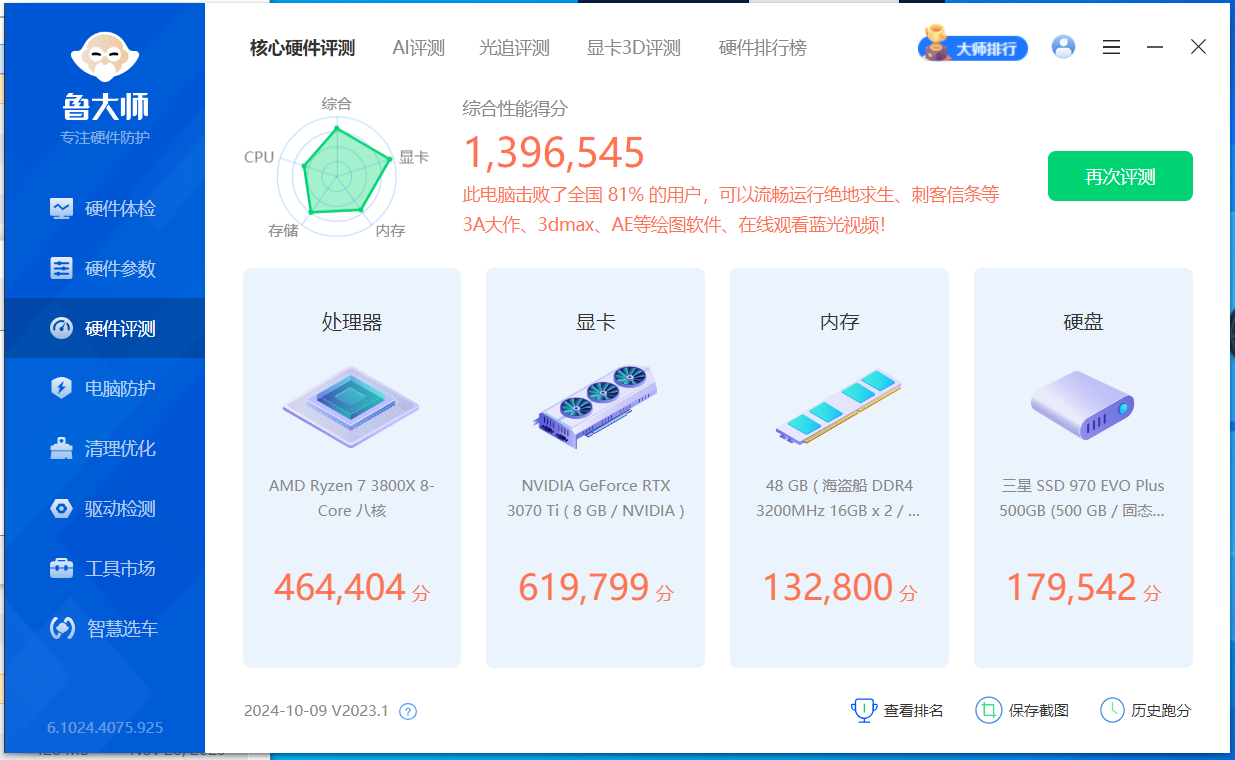 鲁大师
专注硬件防护
硬件体检
硬件参数
硬件评测
电脑防护
清理优化
驱动检测
工具市场
智慧选车
6.1024.4075.925
核心硬件评测 AI评测 光追评测 显卡3D评测 硬件排行榜 大师排行
综合
CPU
显卡
存储
内存
综合性能得分
1,396,545
此电脑击败了全国 81% 的用户，可以流畅运行绝地求生、刺客信条等
3A大作、3dmax、AE等绘图软件、在线观看蓝光视频！
再次评测
处理器
AMD Ryzen 7 3800X 8-
Core 八核
464,404 分
显卡
NVIDIA GeForce RTX
3070 Ti ( 8 GB / NVIDIA )
619,799 分
内存
48 GB ( 海盗船 DDR4
3200MHz 16GB x 2 / ...
132,800 分
硬盘
三星 SSD 970 EVO Plus
500GB (500 GB / 固态...
179,542 分
2024-10-09 V2023.1 ?
查看排名 保存截图 历史跑分